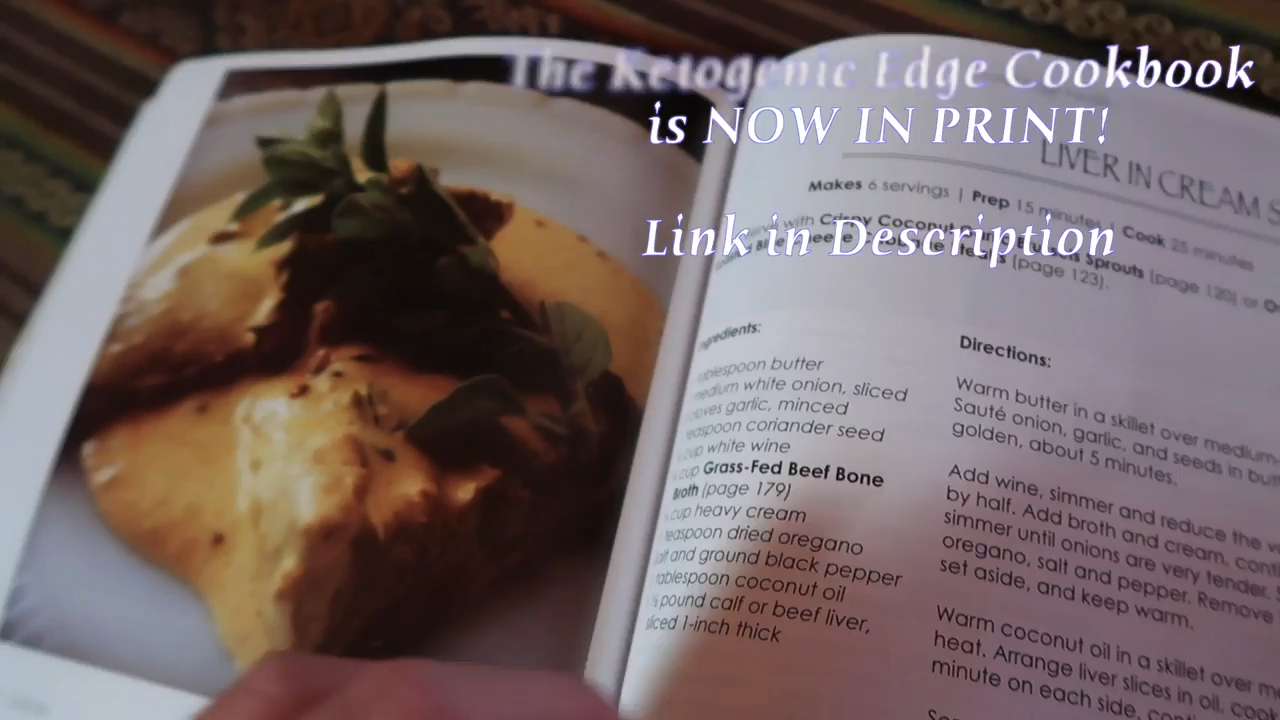 The Ketogenic Edge Cookbook
is NOW IN PRINT!
Link in Description
LIVER IN CREAM
Makes 6 servings | Prep 15 minutes | Cook 25 minutes
with Crispy Coconut Sprouts (page 120) or
(page 123).
Ingredients:
tablespoon butter
medium white onion, sliced
cloves garlic, minced
teaspoon coriander seed
cup white wine
cup Grass-Fed Beef Bone
Broth (page 179)
cup heavy cream
teaspoon dried oregano
salt and ground black pepper
tablespoon coconut oil
pound calf or beef liver,
sliced 1-inch thick
Directions:
Warm butter in a skillet over medium-
Sauté onion, garlic, and seeds in
golden, about 5 minutes.
Add wine, simmer and reduce the
by half. Add broth and cream,
simmer until onions are very tender.
oregano, salt and pepper. Remove
set aside, and keep warm.
Warm coconut oil in a skillet over
heat. Arrange liver slices in oil, cook
minute on each side,